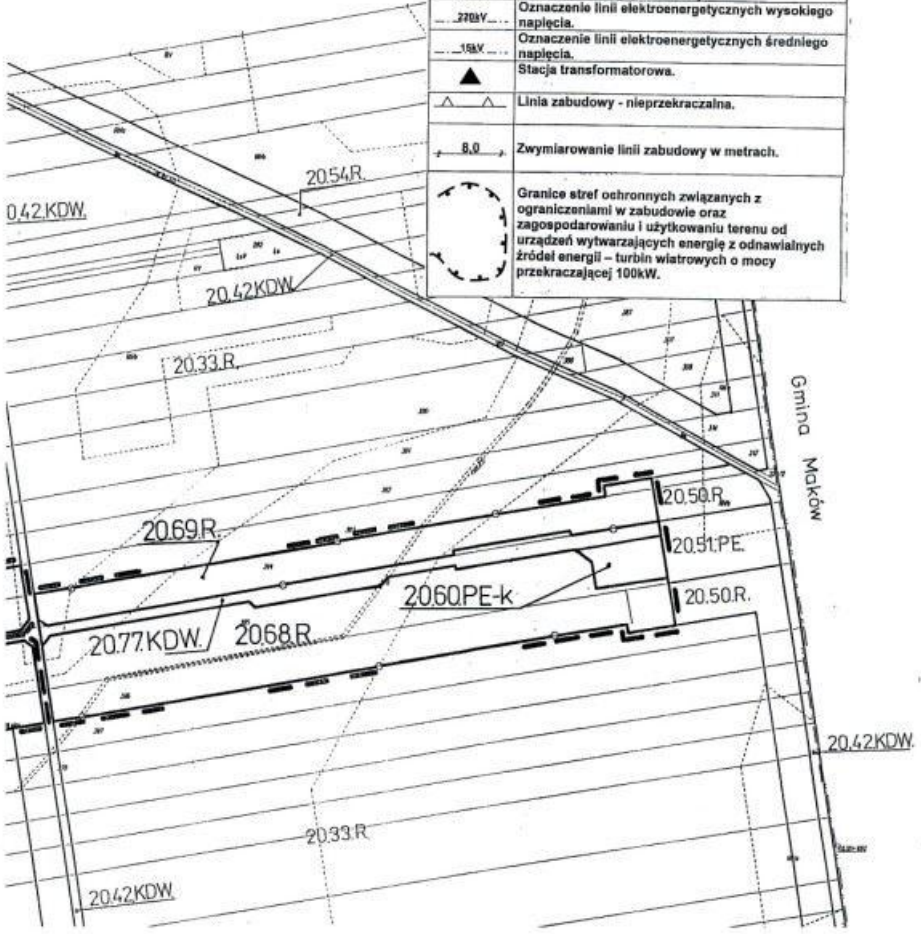 220kV
Oznaczenie linii elektroenergetycznych wysokiego
napięcia.
15kV
Oznaczenie linii elektroenergetycznych średniego
napięcia.
Stacja transformatorowa.
Linia zabudowy - nieprzekraczalna.
8,0
Zwymiarowanie linii zabudowy w metrach.
Granice stref ochronnych związanych z
ograniczeniami w zabudowie oraz
zagospodarowaniu i użytkowaniu terenu od
urządzeń wytwarzających energię z odnawialnych
źródeł energii – turbin wiatrowych o mocy
przekraczającej 100kW.
20.54.R.
0.42.KDW.
20.42.KDW.
20.33.R.
Gmina Maków
20.50.R.
20.69.R.
20.51.PE.
20.60.PE-k
20.50.R.
20.77.KDW.
20.68.R.
20.42.KDW.
20.33.R.
20.42.KDW.